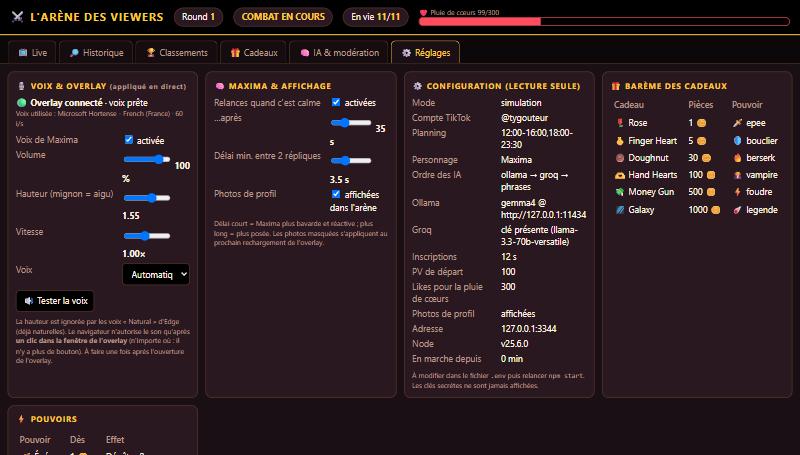 L'ARÈNE DES VIEWERS
Round 1
COMBAT EN COURS
En vie 11/11
Pluie de cœurs 99/300
Live
Historique
Classements
Cadeaux
IA & modération
Réglages
VOIX & OVERLAY (appliqué en direct)
Overlay connecté · voix prête
Voix utilisée : Microsoft Hortense - French (France) · 60
i/s
Voix de Maxima activée
Volume 100
%
Hauteur (mignon = aigu)
1.55
Vitesse
1.00×
Voix Automatiq
Tester la voix
La hauteur est ignorée par les voix « Natural » d'Edge
(déjà naturelles). Le navigateur n'autorise le son qu'après
un clic dans la fenêtre de l'overlay (n'importe où : il
n'y a plus de bouton). À faire une fois après l'ouverture
de l'overlay.
MAXIMA & AFFICHAGE
Relances quand c'est calme activées
...après 35
s
Délai min. entre 2 répliques
3.5 s
Photos de profil affichées
dans l'arène
Délai court = Maxima plus bavarde et réactive ; plus
long = plus posée. Les photos masquées s'appliquent au
prochain rechargement de l'overlay.
CONFIGURATION (LECTURE SEULE)
Mode simulation
Compte TikTok @tygouteur
Planning 12:00-16:00,18:00-
23:30
Personnage Maxima
Ordre des IA ollama → groq →
phrases
Ollama gemma4 @
http://127.0.0.1:11434
Groq clé présente (llama-
3.3-70b-versatile)
Inscriptions 12 s
PV de départ 100
Likes pour la pluie 300
de cœurs
Photos de profil affichées
Adresse 127.0.0.1:3344
Node v25.6.0
En marche depuis 0 min
À modifier dans le fichier .env puis relancer npm start.
Les clés secrètes ne sont jamais affichées.
BARÈME DES CADEAUX
Cadeau Pièces Pouvoir
Rose 1 epee
Finger Heart 5 bouclier
Doughnut 30 berserk
Hand Hearts 100 vampire
Money Gun 500 foudre
Galaxy 1000 legende
POUVOIRS
Pouvoir Dès Effet